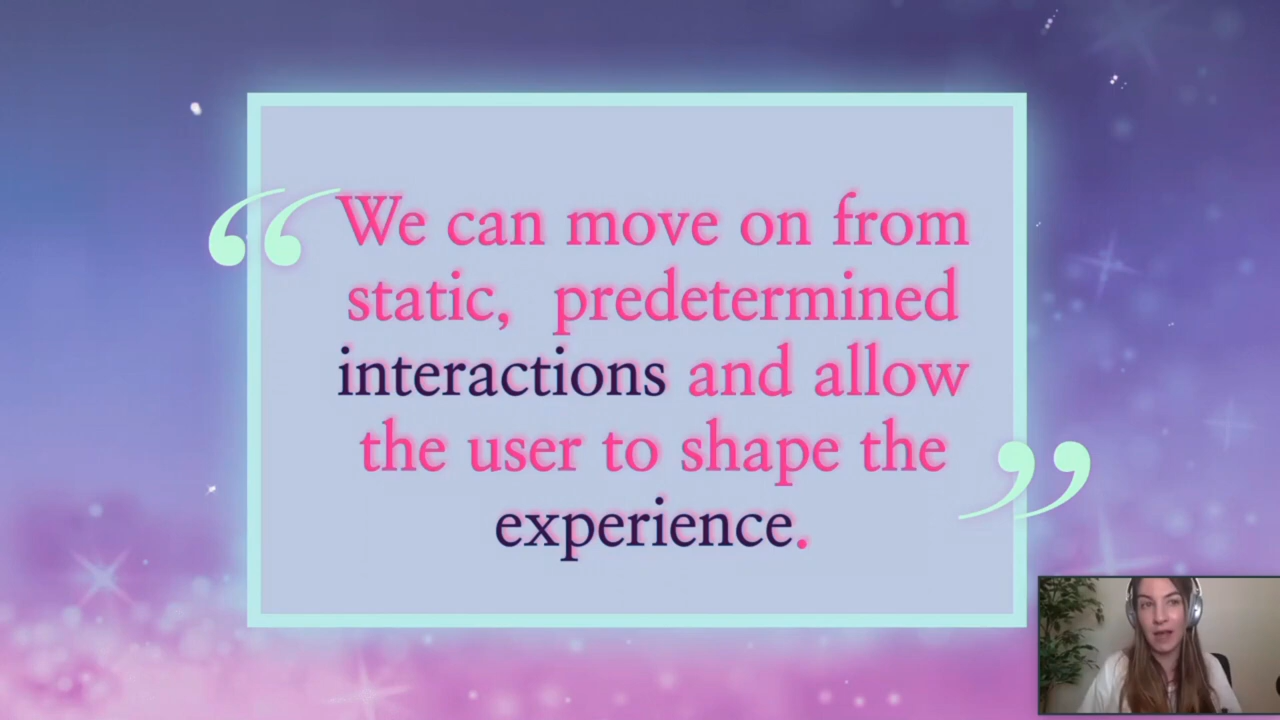 “We can move on from
static,  predetermined
interactions and allow
the user to shape the
experience.”